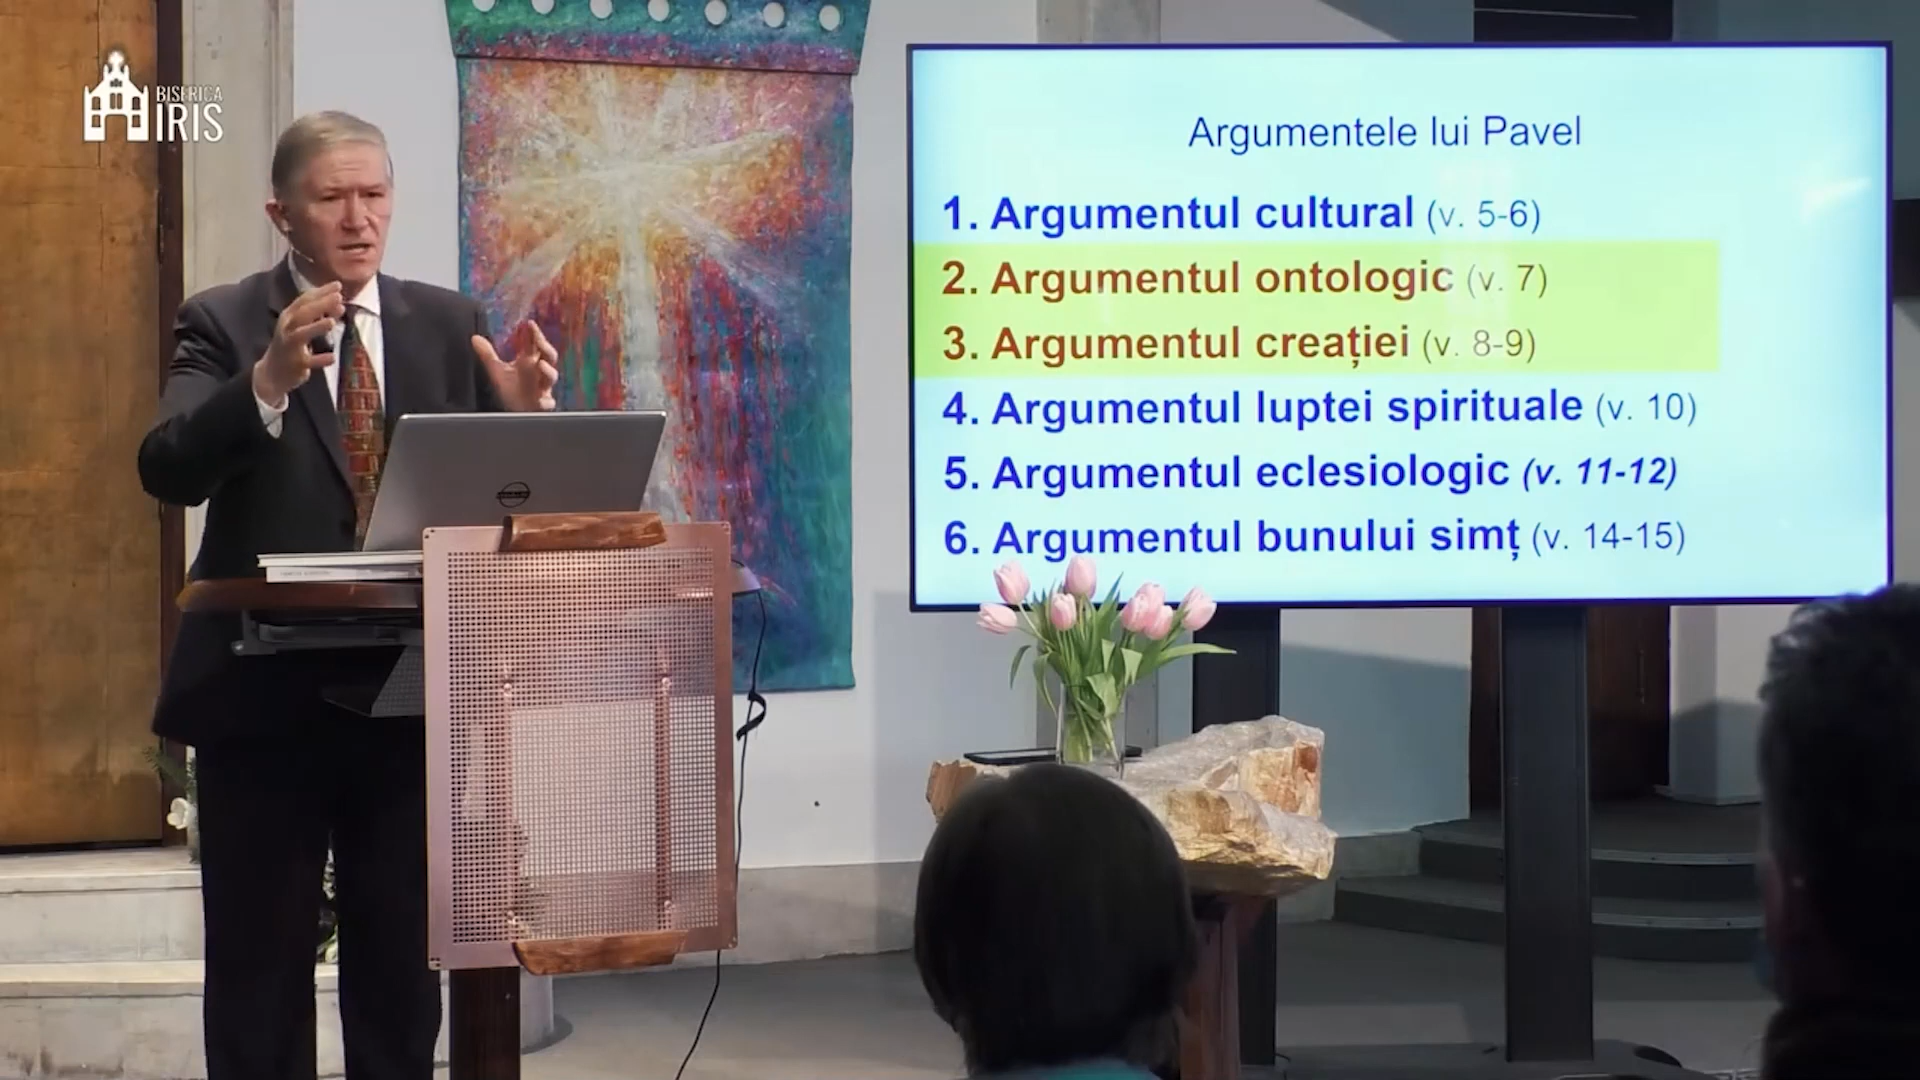 BISERICA
IRIS
Argumentele lui Pavel
1. Argumentul cultural (v. 5-6)
2. Argumentul ontologic (v. 7)
3. Argumentul creației (v. 8-9)
4. Argumentul luptei spirituale (v. 10)
5. Argumentul eclesiologic (v. 11-12)
6. Argumentul bunului simț (v. 14-15)